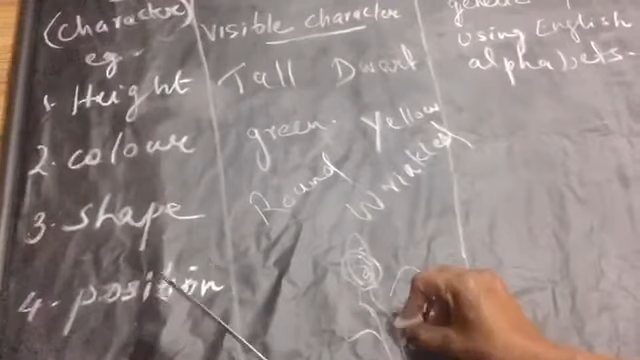 (character) visible character
eg.
using English
alphabets.
1. Height Tall Dwarf
2. colour green. Yellow
3. shape Round Wrinkled
4. position